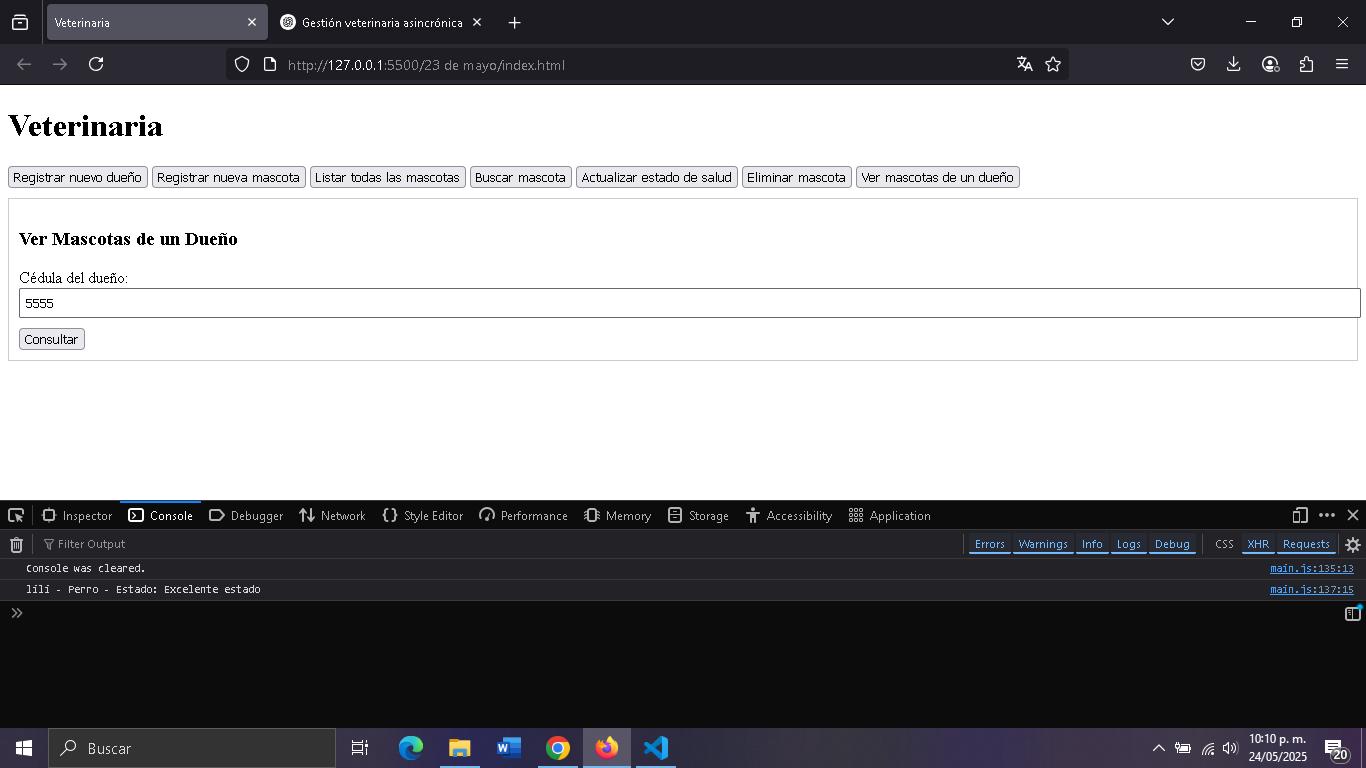 Veterinaria
Gestión veterinaria asincrónica
http://127.0.0.1:5500/23 de mayo/index.html
Veterinaria
Registrar nuevo dueño Registrar nueva mascota Listar todas las mascotas Buscar mascota Actualizar estado de salud Eliminar mascota Ver mascotas de un dueño
Ver Mascotas de un Dueño
Cédula del dueño:
5555
Consultar
Inspector Console Debugger Network Style Editor Performance Memory Storage Accessibility Application
Filter Output Errors Warnings Info Logs Debug CSS XHR Requests
Console was cleared. main.js:135:13
lili - Perro - Estado: Excelente estado main.js:137:15
Buscar
10:10 p. m.
24/05/2025
20